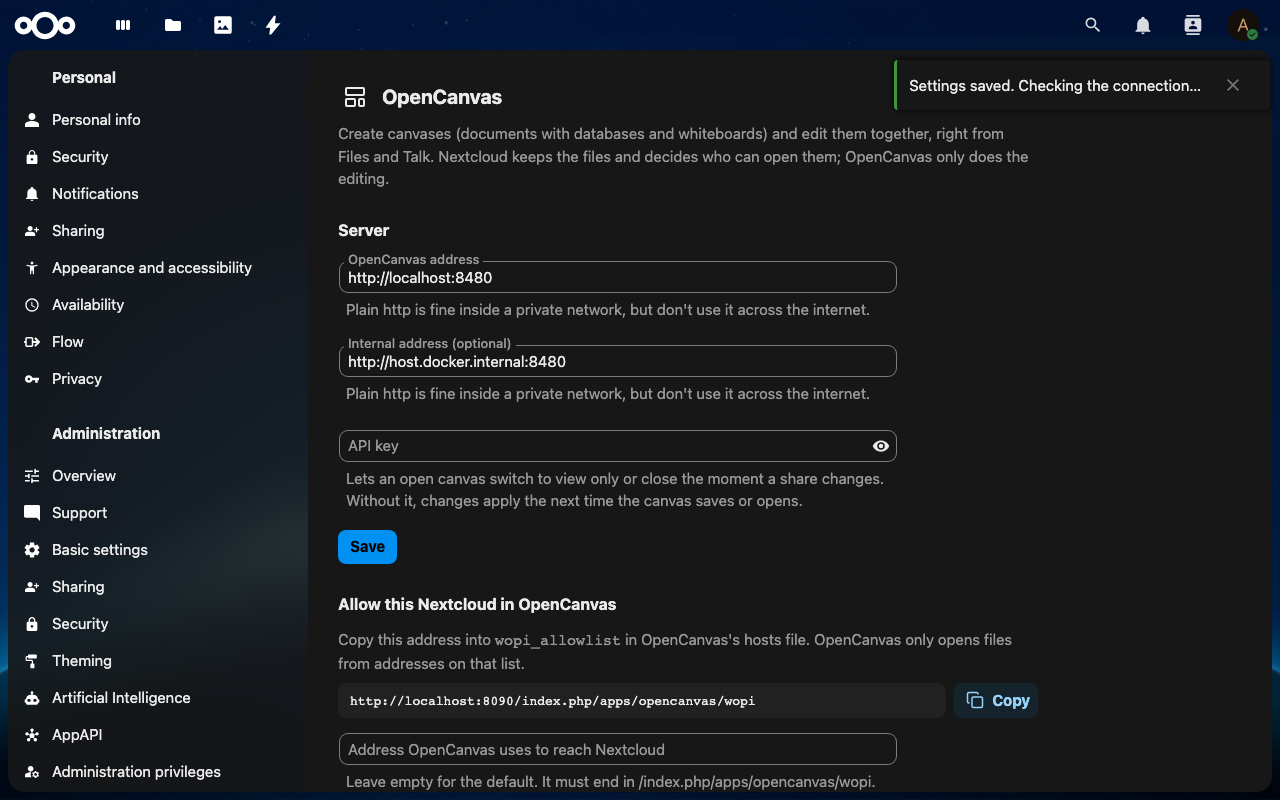 A
Settings saved. Checking the connection...
Personal
Personal info
Security
Notifications
Sharing
Appearance and accessibility
Availability
Flow
Privacy
Administration
Overview
Support
Basic settings
Sharing
Security
Theming
Artificial Intelligence
AppAPI
Administration privileges
OpenCanvas
Create canvases (documents with databases and whiteboards) and edit them together, right from
Files and Talk. Nextcloud keeps the files and decides who can open them; OpenCanvas only does the
editing.
Server
OpenCanvas address
http://localhost:8480
Plain http is fine inside a private network, but don't use it across the internet.
Internal address (optional)
http://host.docker.internal:8480
Plain http is fine inside a private network, but don't use it across the internet.
API key
Lets an open canvas switch to view only or close the moment a share changes.
Without it, changes apply the next time the canvas saves or opens.
Save
Allow this Nextcloud in OpenCanvas
Copy this address into wopi_allowlist in OpenCanvas's hosts file. OpenCanvas only opens files
from addresses on that list.
http://localhost:8090/index.php/apps/opencanvas/wopi
Copy
Address OpenCanvas uses to reach Nextcloud
Leave empty for the default. It must end in /index.php/apps/opencanvas/wopi.